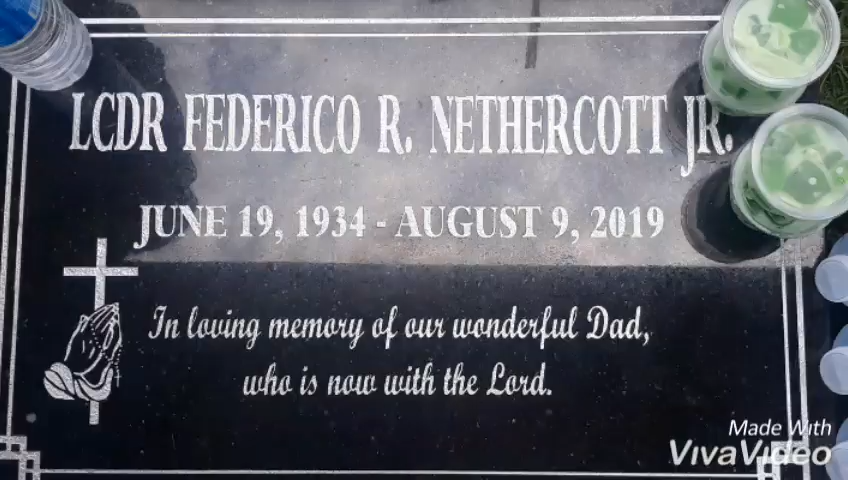 LCDR FEDERICO R. NETHERCOTT JR.
JUNE 19, 1934 - AUGUST 9, 2019
In loving memory of our wonderful Dad,
who is now with the Lord.
Made With
VivaVideo